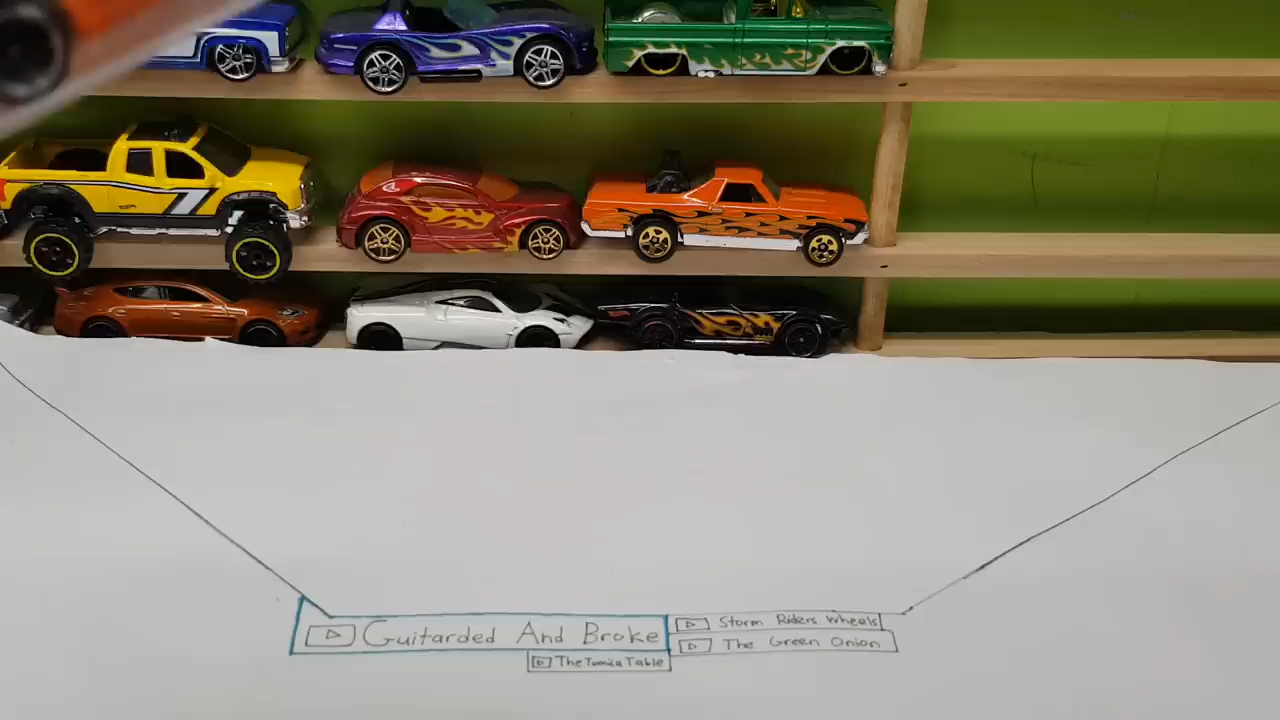 Guitarded And Broke
Storm Riders Wheels
The Green Onion
The Tomica Table